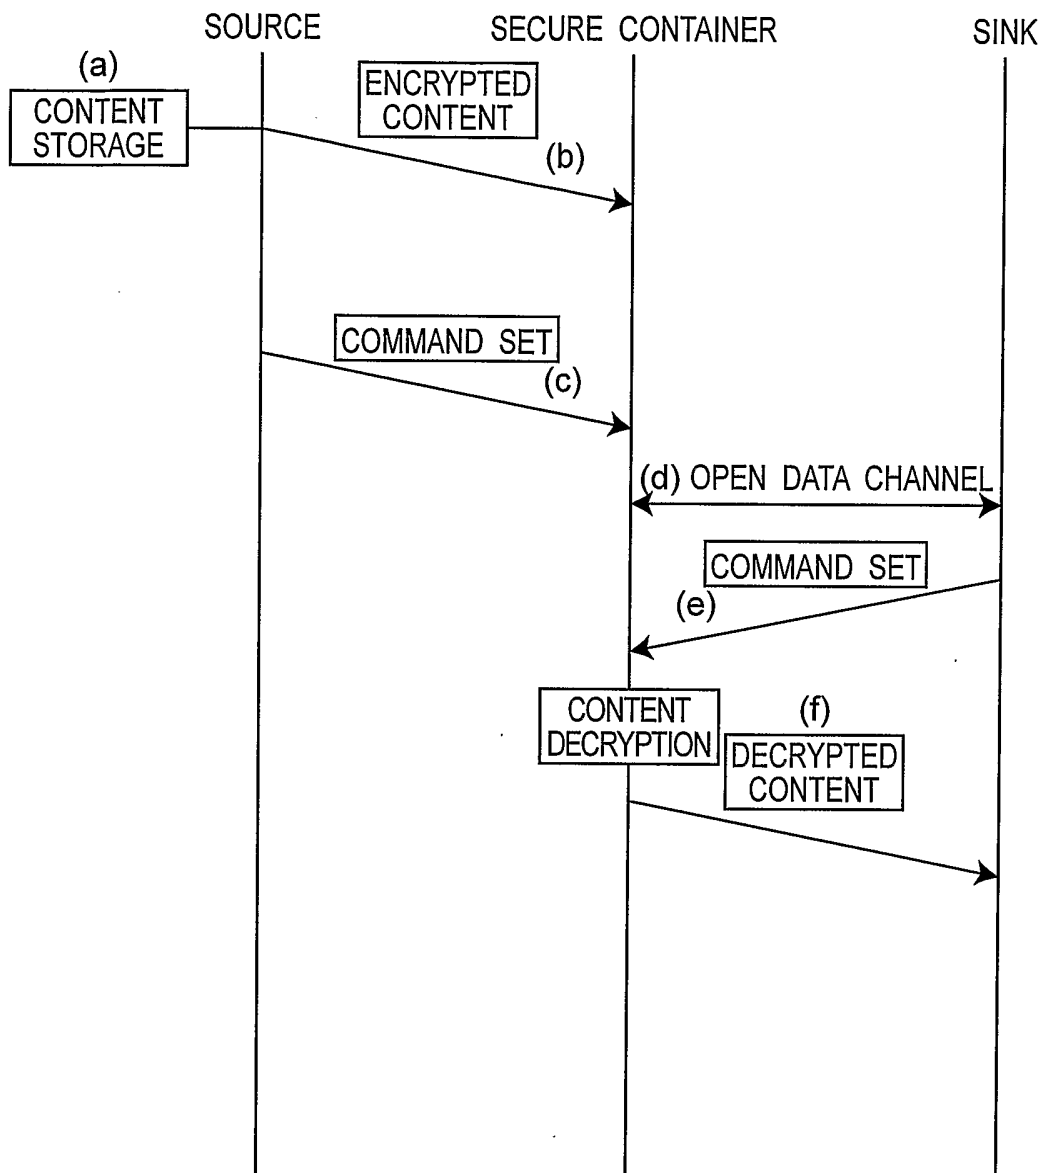 SOURCE
SECURE CONTAINER
SINK
(a)
CONTENT
STORAGE
ENCRYPTED
CONTENT
(b)
COMMAND SET
(c)
(d) OPEN DATA CHANNEL
COMMAND SET
(e)
CONTENT
DECRYPTION
(f)
DECRYPTED
CONTENT